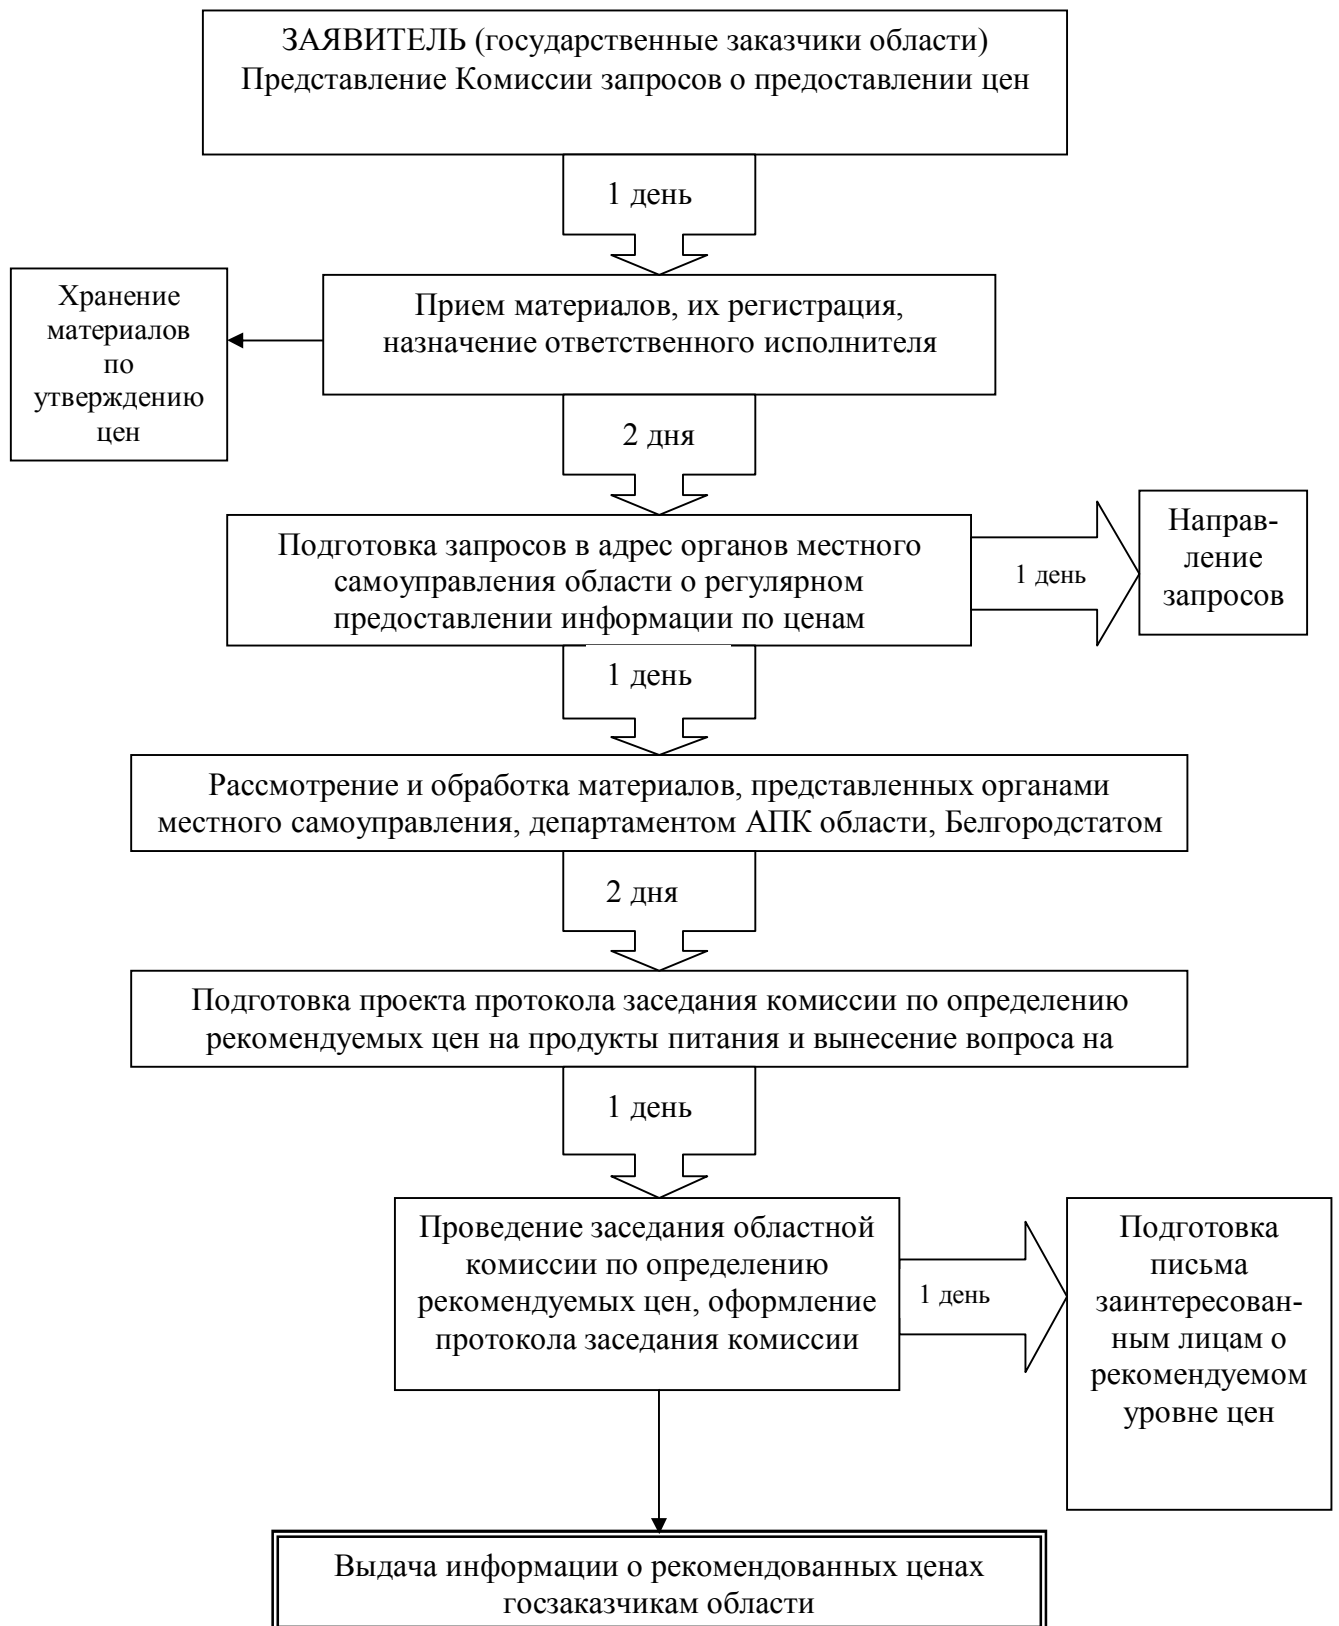 ЗАЯВИТЕЛЬ (государственные заказчики области)
Представление Комиссии запросов о предоставлении цен
1 день
Хранение
материалов
по
утверждению
цен
Прием материалов, их регистрация,
назначение ответственного исполнителя
2 дня
Подготовка запросов в адрес органов местного
самоуправления области о регулярном
предоставлении информации по ценам
1 день
Направ-
ление
запросов
1 день
Рассмотрение и обработка материалов, представленных органами
местного самоуправления, департаментом АПК области, Белгородстатом
2 дня
Подготовка проекта протокола заседания комиссии по определению
рекомендуемых цен на продукты питания и вынесение вопроса на
1 день
Проведение заседания областной
комиссии по определению
рекомендуемых цен, оформление
протокола заседания комиссии
1 день
Подготовка
письма
заинтересован-
ным лицам о
рекомендуемом
уровне цен
Выдача информации о рекомендованных ценах
госзаказчикам области